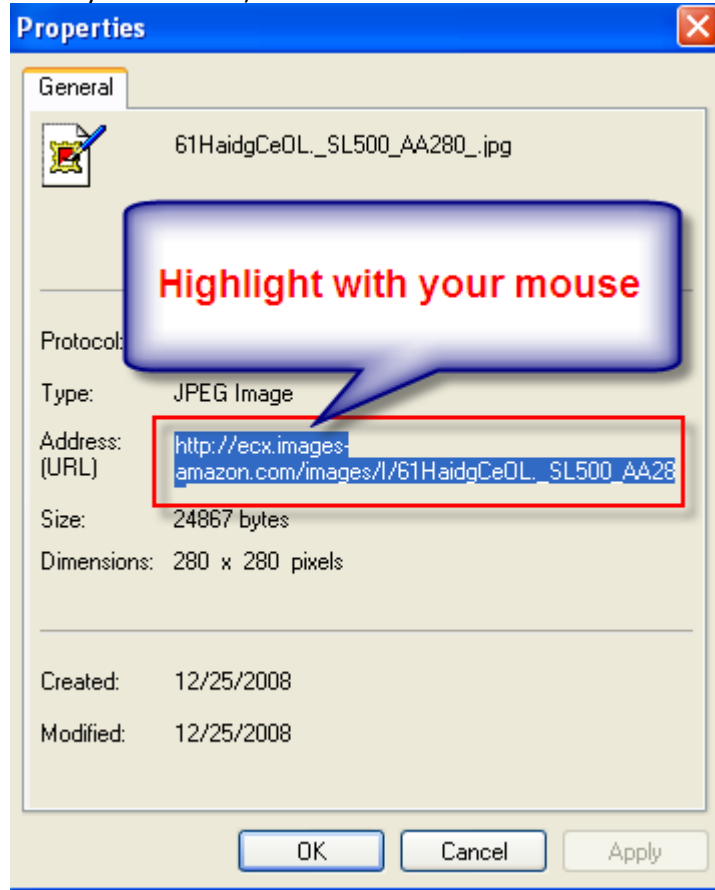 Properties
General
61HaidgCeOL._SL500_AA280_.jpg
Highlight with your mouse
Protocol:
Type: JPEG Image
Address: http://ecx.images-
(URL) amazon.com/images/I/61HaidgCeOL._SL500_AA28
Size: 24867 bytes
Dimensions: 280 x 280 pixels
Created: 12/25/2008
Modified: 12/25/2008
OK Cancel Apply